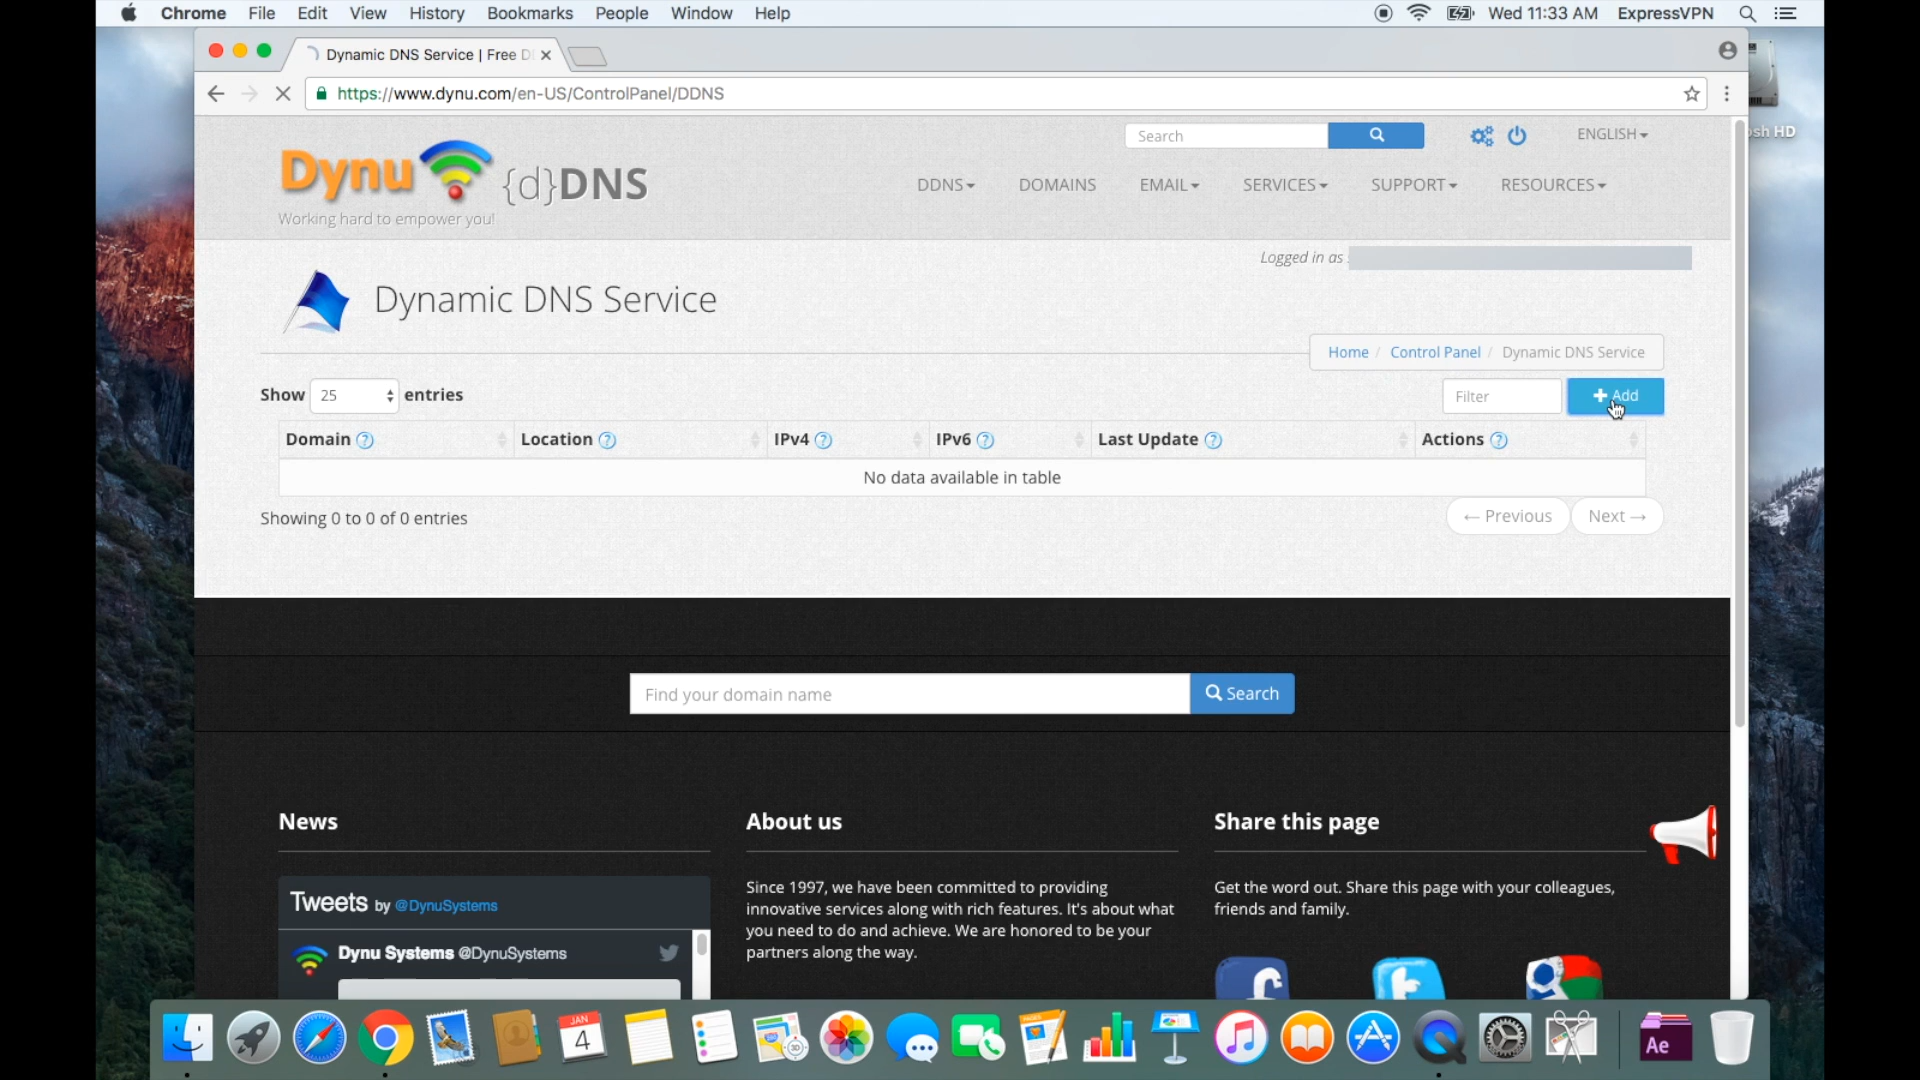 Chrome File Edit View History Bookmarks People Window Help Wed 11:33 AM ExpressVPN
Dynamic DNS Service | Free D
https://www.dynu.com/en-US/ControlPanel/DDNS
osh HD
Search ENGLISH
Dynu {d}DNS
Working hard to empower you!
DDNS DOMAINS EMAIL SERVICES SUPPORT RESOURCES
Logged in as
Dynamic DNS Service
Home / Control Panel / Dynamic DNS Service
Show 25 entries Filter + Add
Domain ? Location ? IPv4 ? IPv6 ? Last Update ? Actions ?
No data available in table
Showing 0 to 0 of 0 entries
← Previous Next →
Find your domain name Search
News
Tweets by @DynuSystems
Dynu Systems @DynuSystems
About us
Since 1997, we have been committed to providing
innovative services along with rich features. It's about what
you need to do and achieve. We are honored to be your
partners along the way.
Share this page
Get the word out. Share this page with your colleagues,
friends and family.
JAN
4
3D
PAGES
Ae